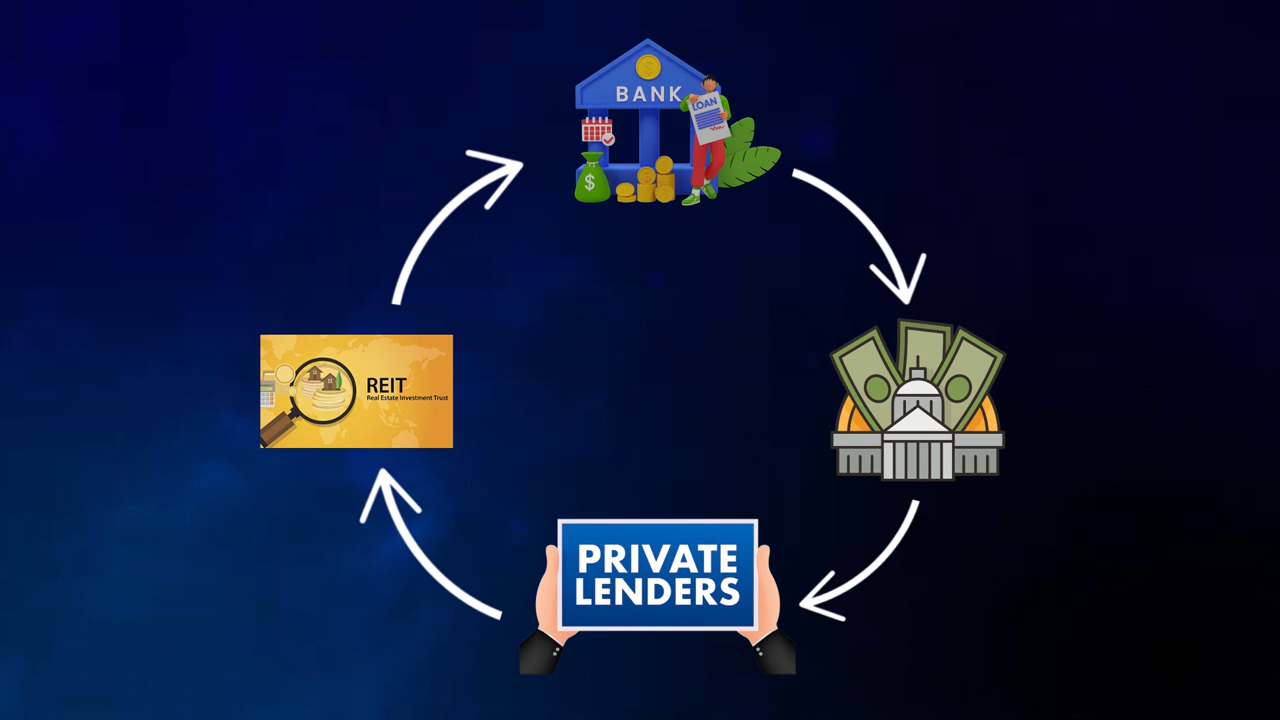 BANK
LOAN
REIT
Real Estate Investment Trust
PRIVATE
LENDERS